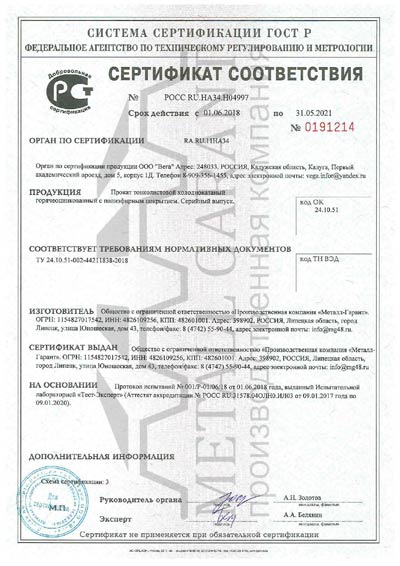 СИСТЕМА СЕРТИФИКАЦИИ ГОСТ Р
ФЕДЕРАЛЬНОЕ АГЕНТСТВО ПО ТЕХНИЧЕСКОМУ РЕГУЛИРОВАНИЮ И МЕТРОЛОГИИ
Добровольная
сертификация
СЕРТИФИКАТ СООТВЕТСТВИЯ
№ РОСС RU.НА34.Н04997
Срок действия с 01.06.2018 по 31.05.2021
№ 0191214
ОРГАН ПО СЕРТИФИКАЦИИ RA.RU.11НА34
Орган по сертификации продукции ООО "Вега" Адрес: 248033, РОССИЯ, Калужская область, Калуга, Первый
академический проезд, дом 5, корпус 1Д. Телефон 8-909-356-1455, адрес электронной почты: vega.infor@yandex.ru
ПРОДУКЦИЯ Прокат тонколистовой холоднокатаный
горячеоцинкованный с полиэфирным покрытием. Серийный выпуск.
код ОК
24.10.51
СООТВЕТСТВУЕТ ТРЕБОВАНИЯМ НОРМАТИВНЫХ ДОКУМЕНТОВ
ТУ 24.10.51-002-44211838-2018
код ТН ВЭД
ИЗГОТОВИТЕЛЬ Общество с ограниченной ответственностью «Производственная компания «Металл-Гарант».
ОГРН: 1154827017542, ИНН: 4826109256, КПП: 482601001. Адрес: 398902, РОССИЯ, Липецкая область, город
Липецк, улица Юношеская, дом 43, телефон/факс: 8 (4742) 55-90-44, адрес электронной почты: info@mg48.ru
СЕРТИФИКАТ ВЫДАН Общество с ограниченной ответственностью «Производственная компания «Металл-
Гарант». ОГРН: 1154827017542, ИНН: 4826109256, КПП: 482601001. Адрес: 398902, РОССИЯ, Липецкая область,
город Липецк, улица Юношеская, дом 43, телефон/факс: 8 (4742) 55-90-44, адрес электронной почты: info@mg48.ru
НА ОСНОВАНИИ Протокол испытаний № 001/Р-01/06/18 от 01.06.2018 года, выданный Испытательной
лабораторией «Тест-Эксперт» (Аттестат аккредитации № РОСС RU.31578.04ОЛН0.ИЛ03 от 09.01.2017 года по
09.01.2020).
ДОПОЛНИТЕЛЬНАЯ ИНФОРМАЦИЯ
Схема сертификации: 3
Для
М.П.
Руководитель органа А.И. Золотов
Эксперт А.А. Белякин
Сертификат не применяется при обязательной сертификации
METALL GARANT
производственная компания